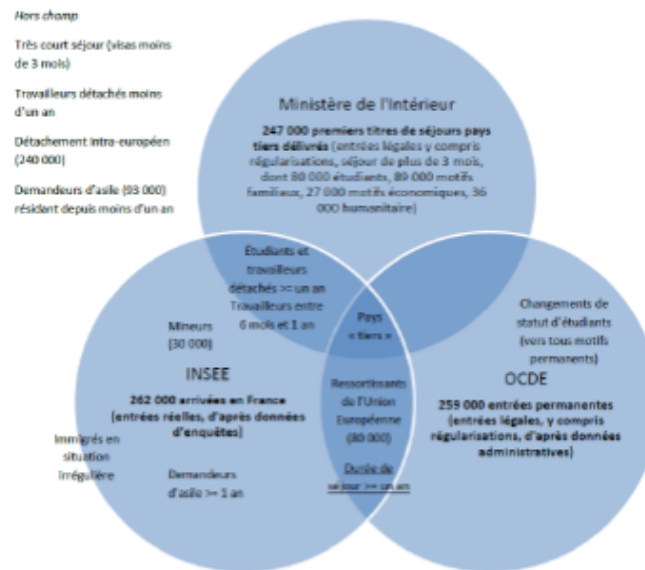 Hors champ
Très court séjour (visas moins
de 3 mois)
Travailleurs détachés moins
d'un an
Détachement Intra-européen
(240 000)
Demandeurs d'asile (93 000)
résidant depuis moins d'un an
Ministère de l'Intérieur
247 000 premiers titres de séjours pays
tiers délivrés (entrées légales y compris
régularisations, séjour de plus de 3 mois,
dont 80 000 étudiants, 89 000 motifs
familiaux, 27 000 motifs économiques, 36
000 humanitaire)
Étudiants et
travailleurs
détachés >= un an
Travailleurs entre
6 mois et 1 an
Pays
« tiers »
Changements de
statut d'étudiants
(vers tous motifs
permanents)
Mineurs
(30 000)
INSEE
262 000 arrivées en France
(entrées réelles, d'après données
d'enquêtes)
Immigrés en
situation
irrégulière
Demandeurs
d'asile >= 1 an
Ressortissants
de l'Union
Européenne
(80 000)
Durée de
séjour >= un an
OCDE
259 000 entrées permanentes
(entrées légales, y compris
régularisations, d'après données
administratives)